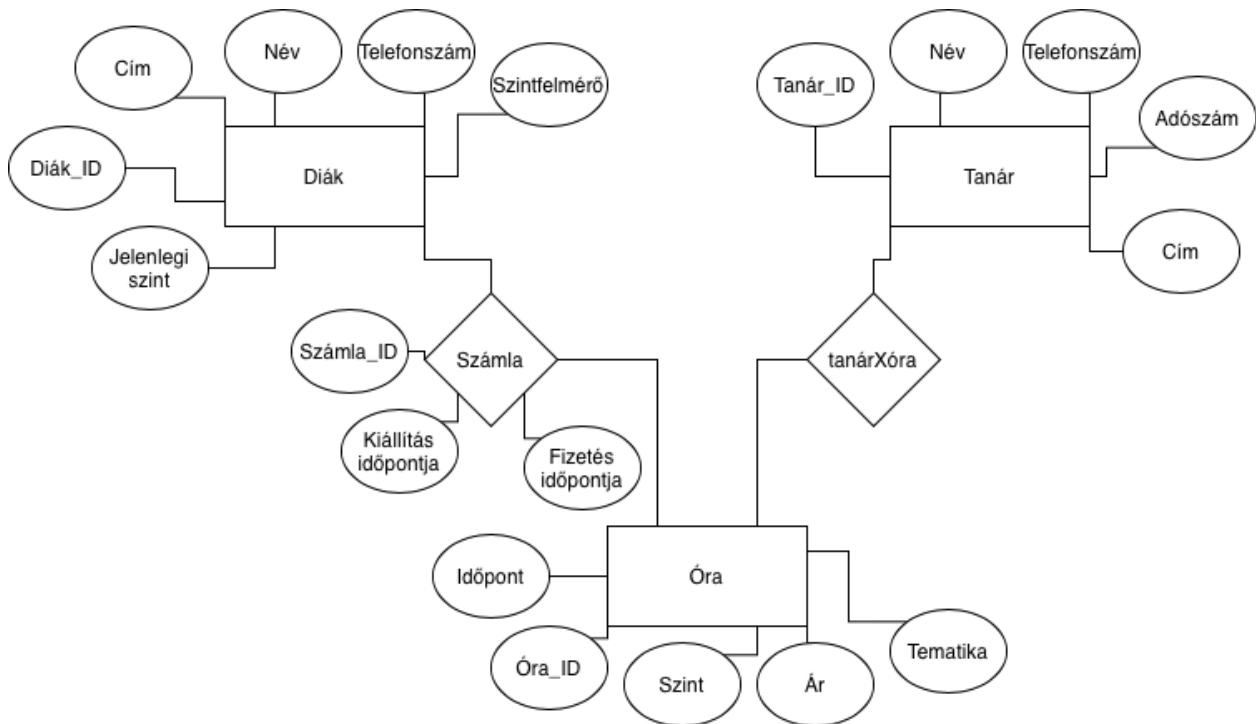 Cím
Név
Telefonszám
Szintfelmérő
Diák_ID
Diák
Jelenlegi
szint
Tanár_ID
Név
Telefonszám
Adószám
Tanár
Cím
Számla_ID
Számla
tanárXóra
Kiállítás
időpontja
Fizetés
időpontja
Időpont
Óra
Óra_ID
Szint
Ár
Tematika